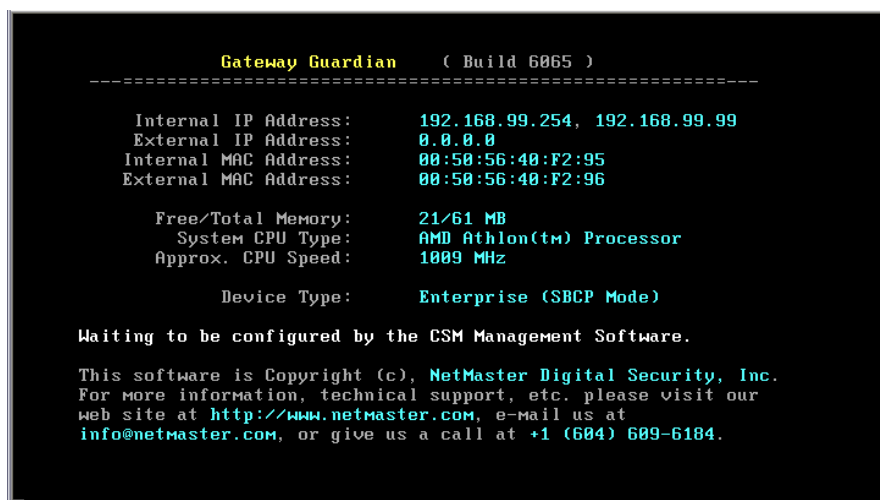 Gateway Guardian ( Build 6065 )
---=======================================================---
Internal IP Address: 192.168.99.254, 192.168.99.99
External IP Address: 0.0.0.0
Internal MAC Address: 00:50:56:40:F2:95
External MAC Address: 00:50:56:40:F2:96
Free/Total Memory: 21/61 MB
System CPU Type: AMD Athlon(tm) Processor
Approx. CPU Speed: 1009 MHz
Device Type: Enterprise (SBCP Mode)
Waiting to be configured by the CSM Management Software.
This software is Copyright (c), NetMaster Digital Security, Inc.
For more information, technical support, etc. please visit our
web site at http://www.netmaster.com, e-mail us at
info@netmaster.com, or give us a call at +1 (604) 609-6184.